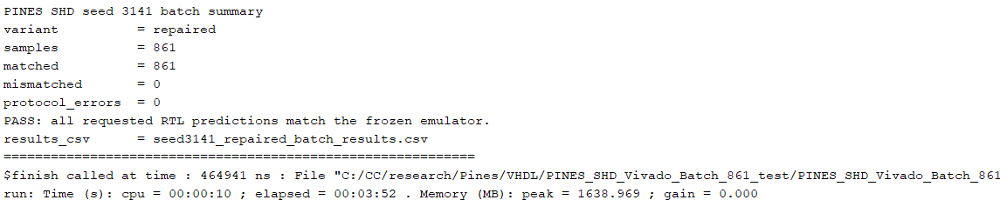 PINES SHD seed 3141 batch summary
variant           = repaired
samples           = 861
matched           = 861
mismatched        = 0
protocol_errors   = 0
PASS: all requested RTL predictions match the frozen emulator.
results_csv       = seed3141_repaired_batch_results.csv
============================================================
$finish called at time : 464941 ns : File "C:/CC/research/Pines/VHDL/PINES_SHD_Vivado_Batch_861_test/PINES_SHD_Vivado_Batch_861
run: Time (s): cpu = 00:00:10 ; elapsed = 00:03:52 . Memory (MB): peak = 1638.969 ; gain = 0.000